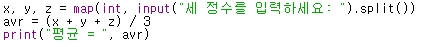 x, y, z = map(int, input("세 정수를 입력하세요: ").split())
avr = (x + y + z) / 3
print("평균 = ", avr)